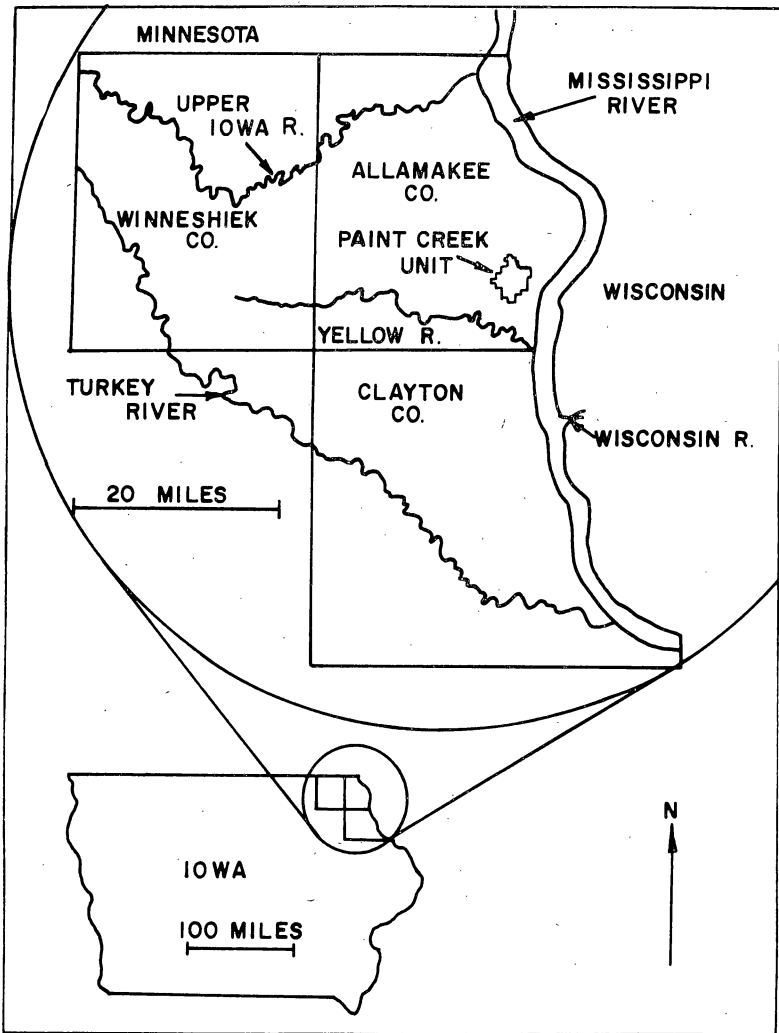 MINNESOTA
UPPER
IOWA R.
MISSISSIPPI
RIVER
ALLAMAKEE
CO.
WINNESHIEK
CO.
PAINT CREEK
UNIT
WISCONSIN
YELLOW R.
TURKEY
RIVER
CLAYTON
CO.
WISCONSIN R.
20 MILES
N
IOWA
100 MILES